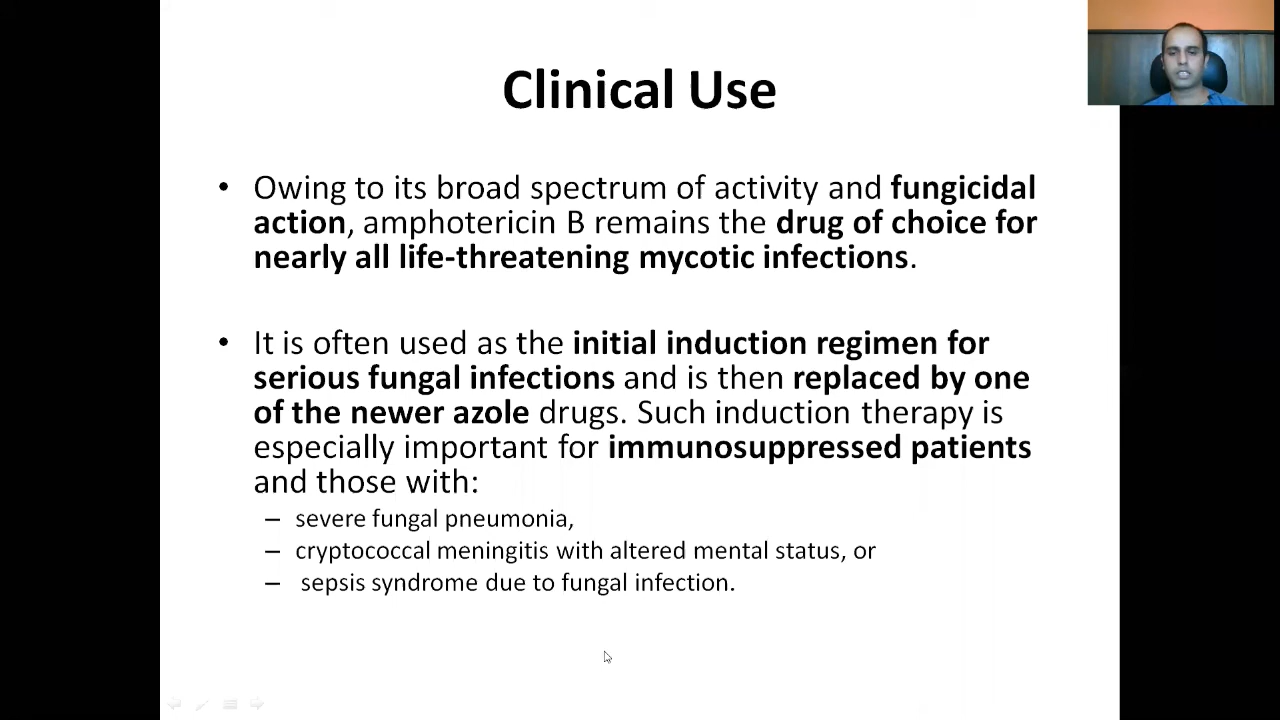 Clinical Use
• Owing to its broad spectrum of activity and fungicidal
action, amphotericin B remains the drug of choice for
nearly all life-threatening mycotic infections.
• It is often used as the initial induction regimen for
serious fungal infections and is then replaced by one
of the newer azole drugs. Such induction therapy is
especially important for immunosuppressed patients
and those with:
– severe fungal pneumonia,
– cryptococcal meningitis with altered mental status, or
– sepsis syndrome due to fungal infection.